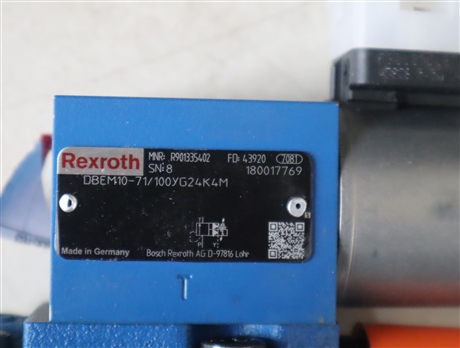 Rexroth
MNR: R901335402 FD: 43920 7081
SN: 8 180017769
DBEM10-71/100YG24K4M
P Y
Made in Germany Bosch Rexroth AG D-97816 Lohr
T